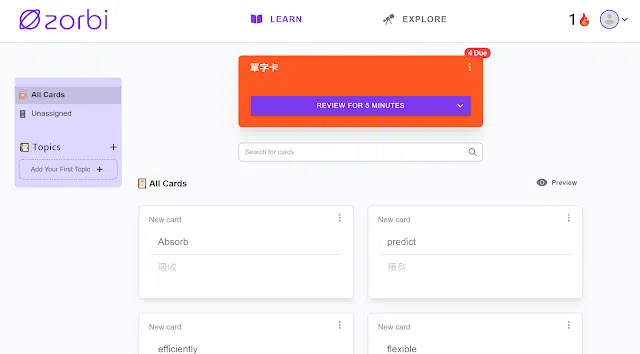 zorbi
LEARN
EXPLORE
1
4 Due
單字卡
REVIEW FOR 5 MINUTES
All Cards
Unassigned
Topics
+
Add Your First Topic +
Search for cards
All Cards
Preview
New card
Absorb
吸收
New card
predict
預測
New card
efficiently
New card
flexible